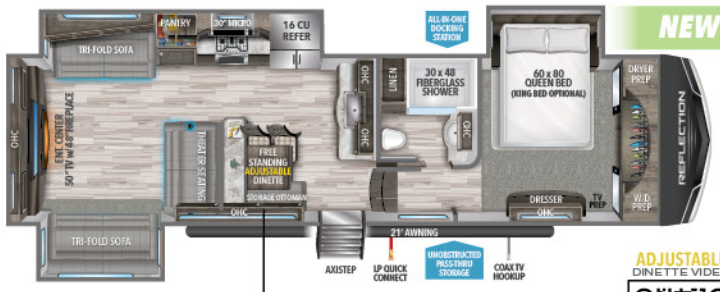 NEW
ALL-IN-ONE
DOCKING
STATION
PANTRY
30" MICRO
16 CU
REFER
TRI-FOLD SOFA
OHC
LINEN
30 x 48
FIBERGLASS
SHOWER
60 x 80
QUEEN BED
(KING BED OPTIONAL)
DRYER
PREP
OHC
ENT CENTER
50" TV w/ 48" FIREPLACE
OHC
OHC
THEATER SEATING
FREE
STANDING
ADJUSTABLE
DINETTE
STORAGE OTTOMAN
OHC
REFLECTION
DRESSER
OHC
TV
PREP
W/D
PREP
TRI-FOLD SOFA
21' AWNING
AXISTEP
LP QUICK
CONNECT
UNOBSTRUCTED
PASS-THRU
STORAGE
COAX TV
HOOKUP
ADJUSTABLE
DINETTE VIDE